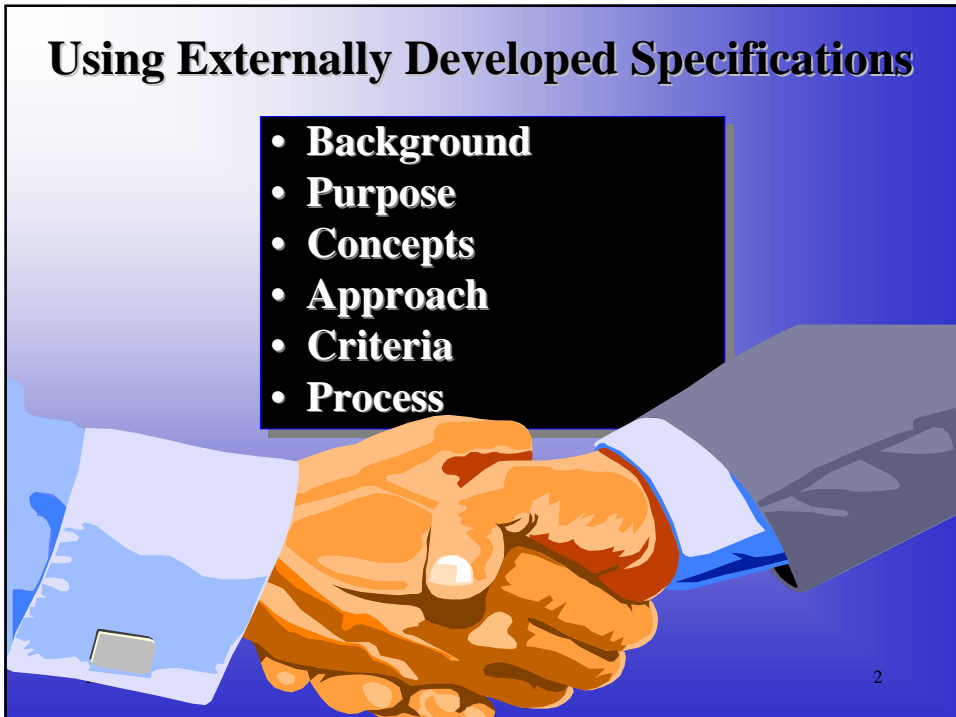 Using Externally Developed Specifications
• Background
• Purpose
• Concepts
• Approach
• Criteria
• Process
2